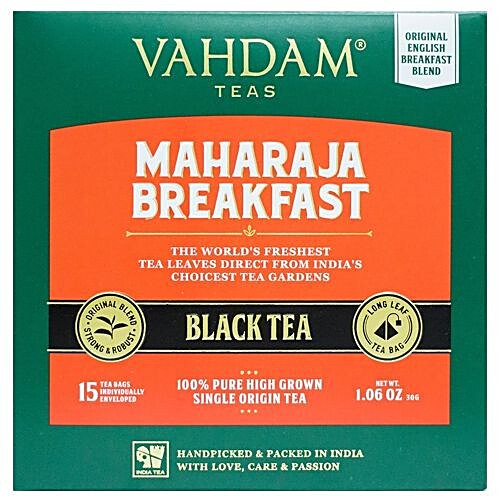 VAHDAM®
TEAS
ORIGINAL
ENGLISH
BREAKFAST
BLEND
MAHARAJA
BREAKFAST
THE WORLD'S FRESHEST
TEA LEAVES DIRECT FROM INDIA'S
CHOICEST TEA GARDENS
ORIGINAL BLEND
STRONG & ROBUST
BLACK TEA
LONG LEAF
TEA BAG
15 TEA BAGS
INDIVIDUALLY
ENVELOPED
100% PURE HIGH GROWN
SINGLE ORIGIN TEA
NET WT.
1.06 OZ 30G
INDIA TEA
HANDPICKED & PACKED IN INDIA
WITH LOVE, CARE & PASSION